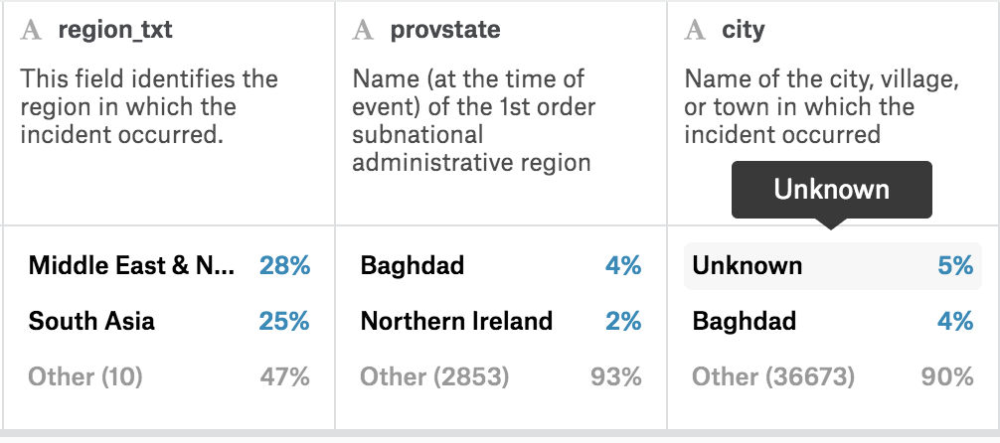 A region_txt
This field identifies the
region in which the
incident occurred.
Middle East & N... 28%
South Asia 25%
Other (10) 47%
A provstate
Name (at the time of
event) of the 1st order
subnational
administrative region
Baghdad 4%
Northern Ireland 2%
Other (2853) 93%
A city
Name of the city, village,
or town in which the
incident occurred
Unknown
Unknown 5%
Baghdad 4%
Other (36673) 90%